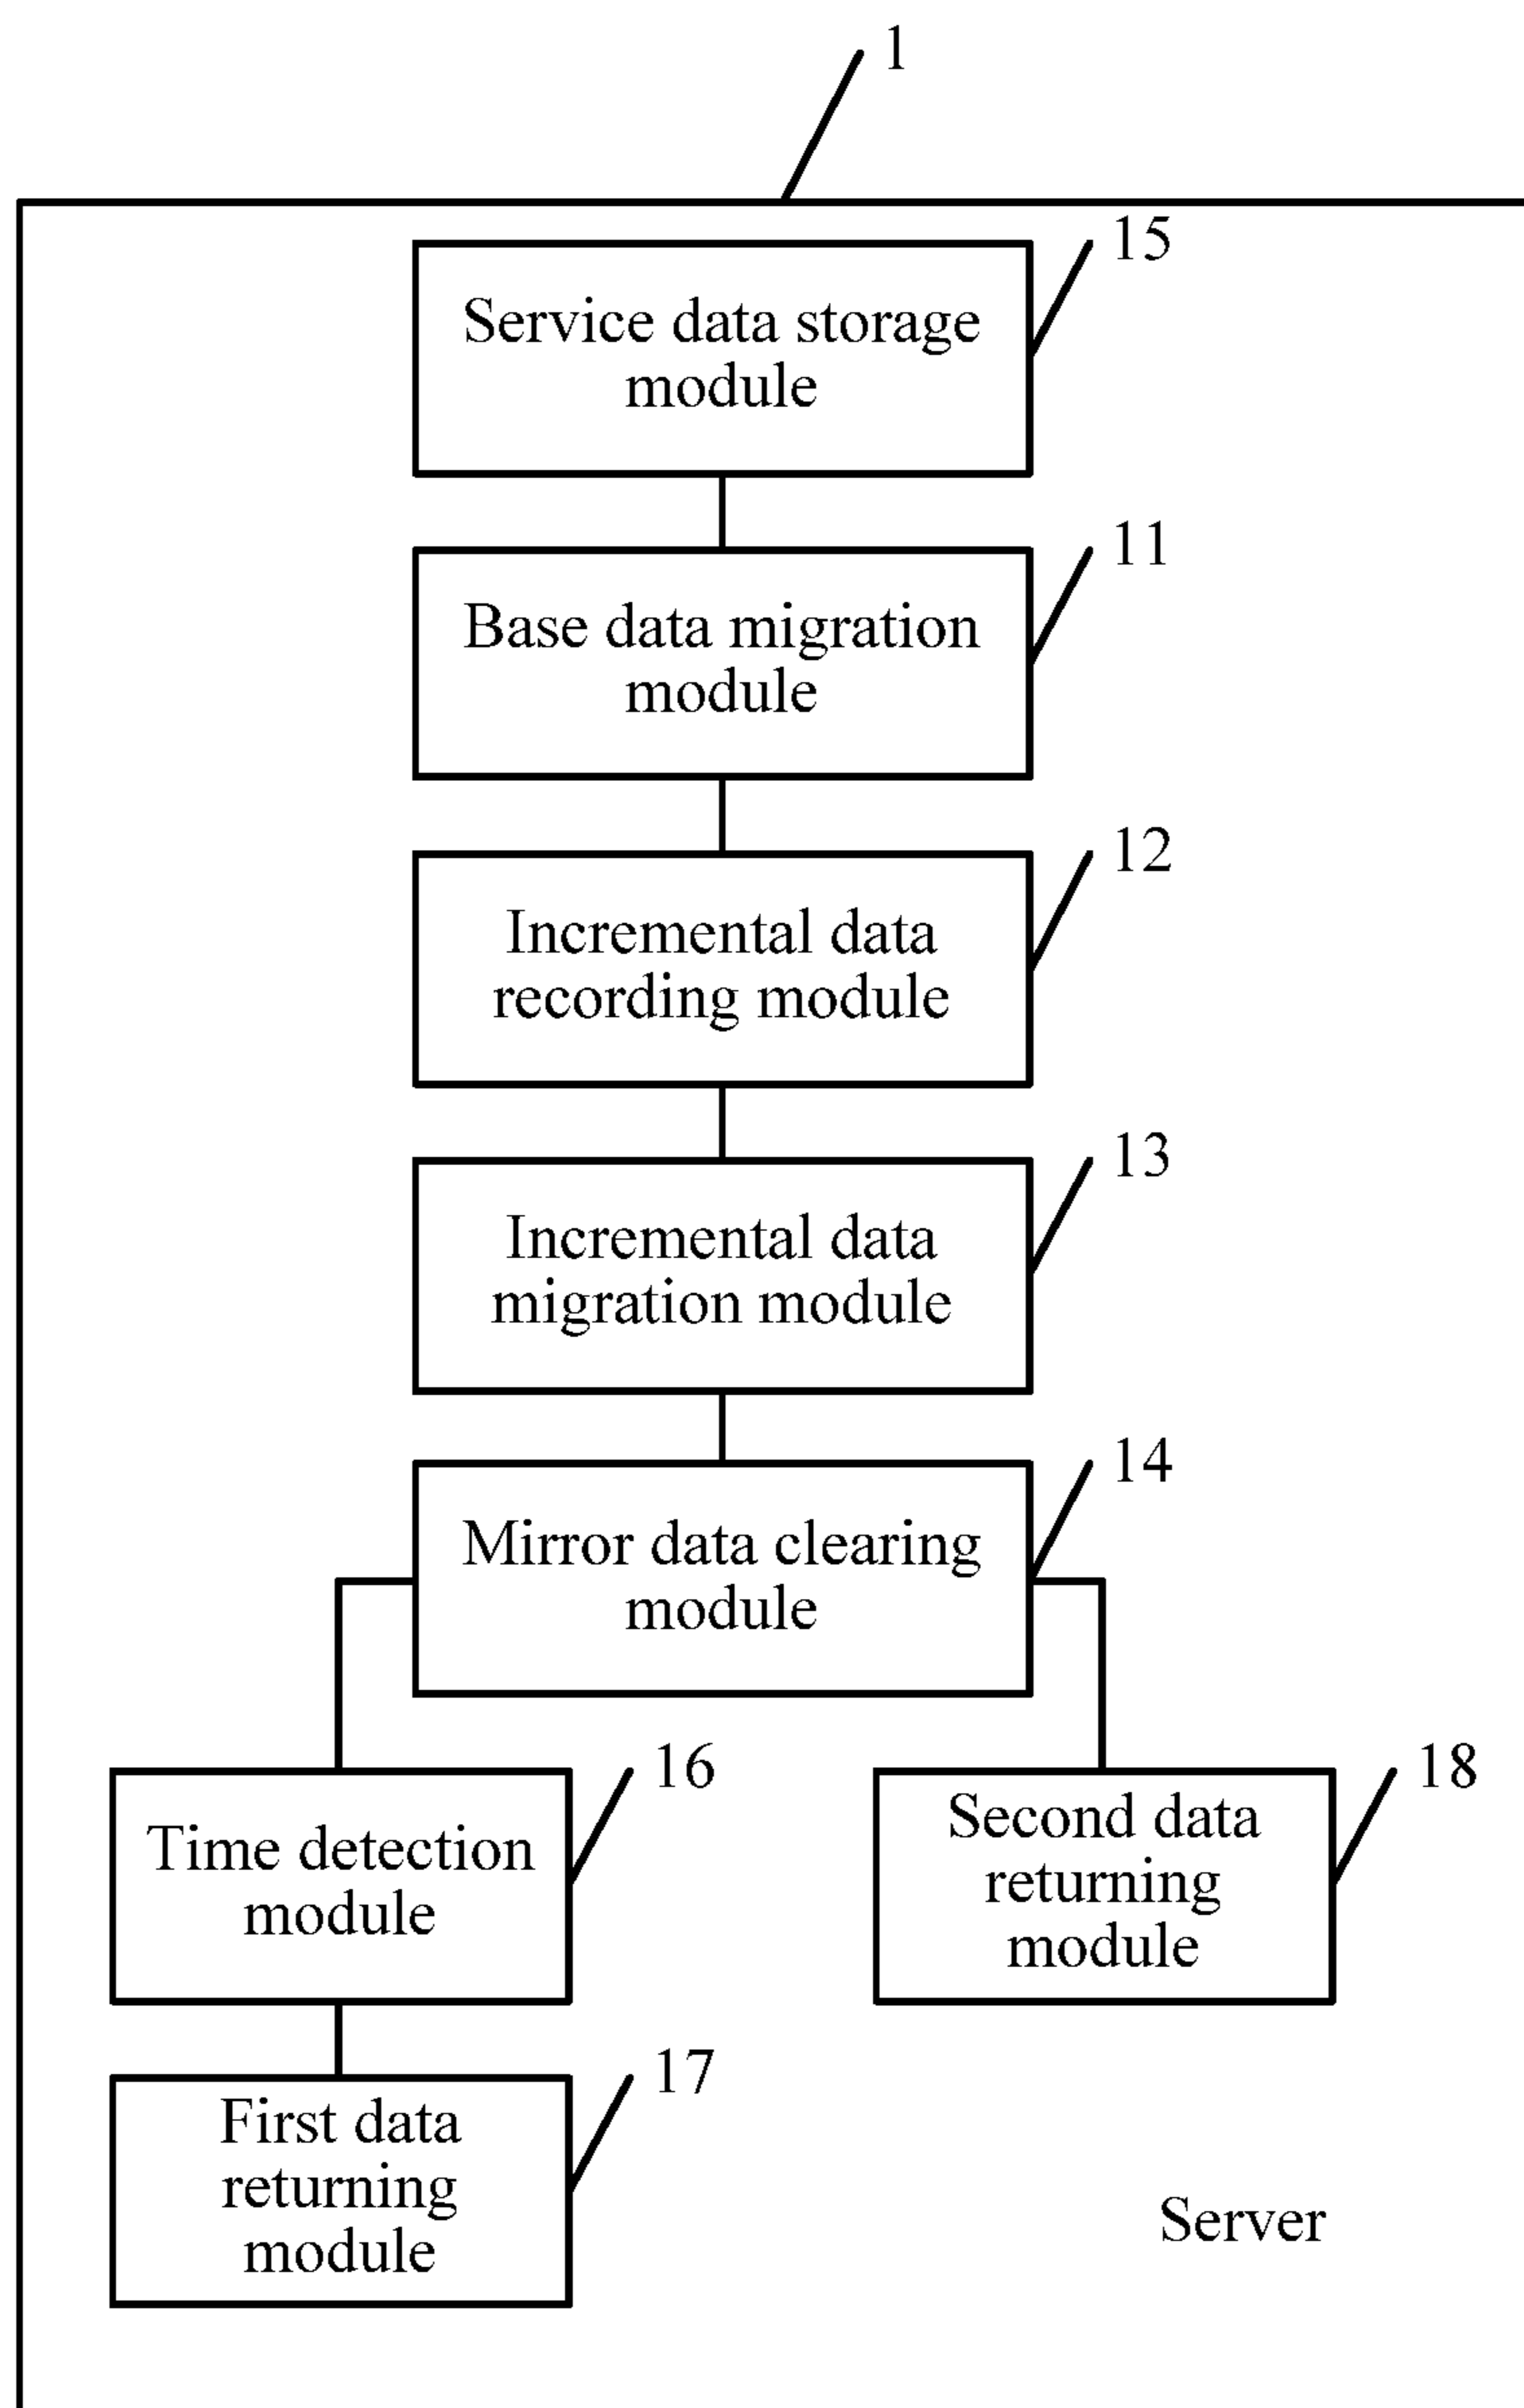 1
15
Service data storage
module
11
Base data migration
module
12
Incremental data
recording module
13
Incremental data
migration module
14
Mirror data clearing
module
16
Time detection
module
18
Second data
returning
module
17
First data
returning
module
Server